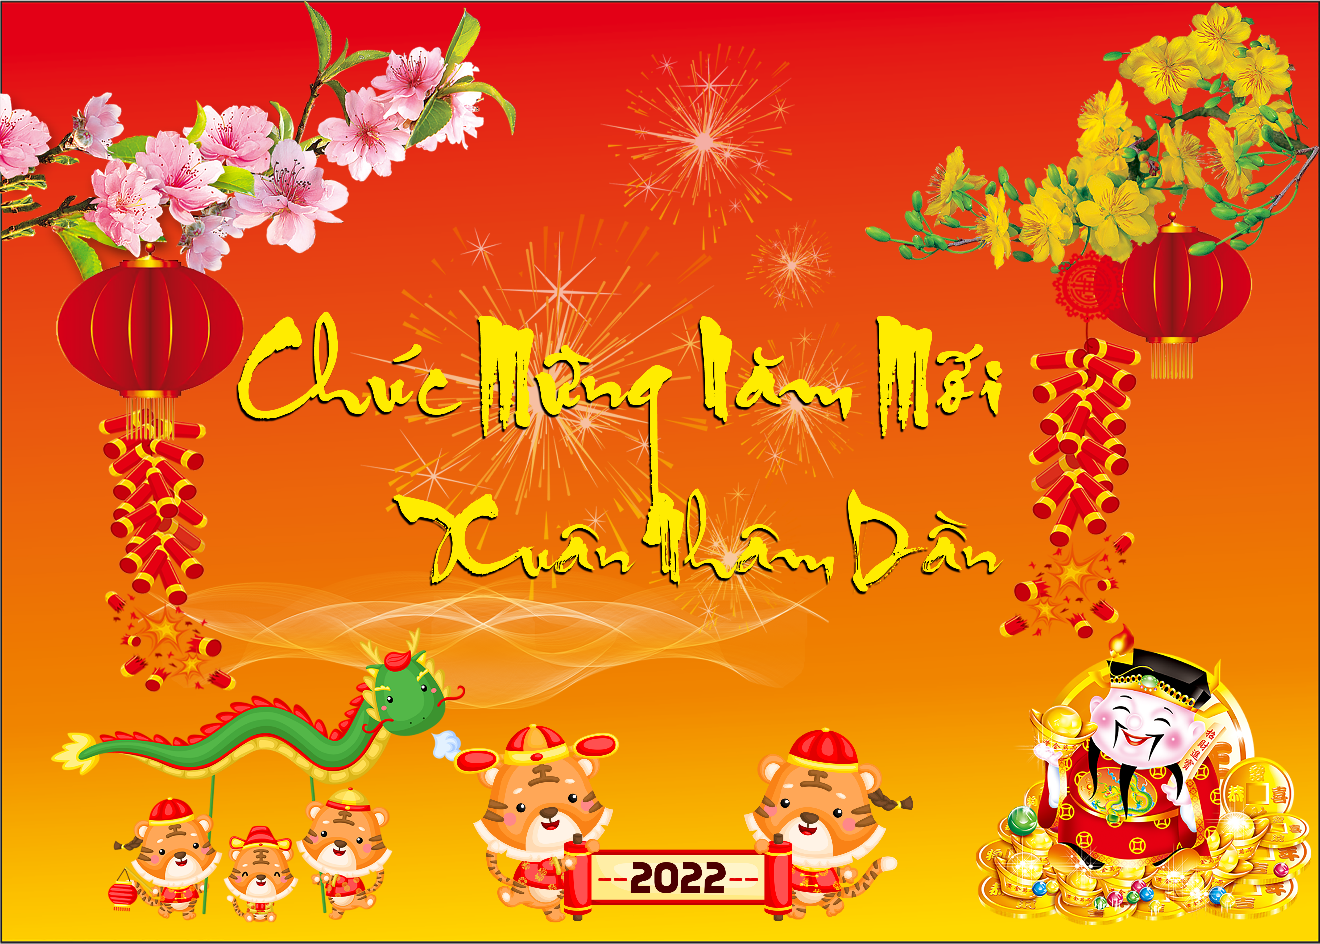 Chúc Mừng Năm Mới
Xuân Nhâm Dần
--2022--